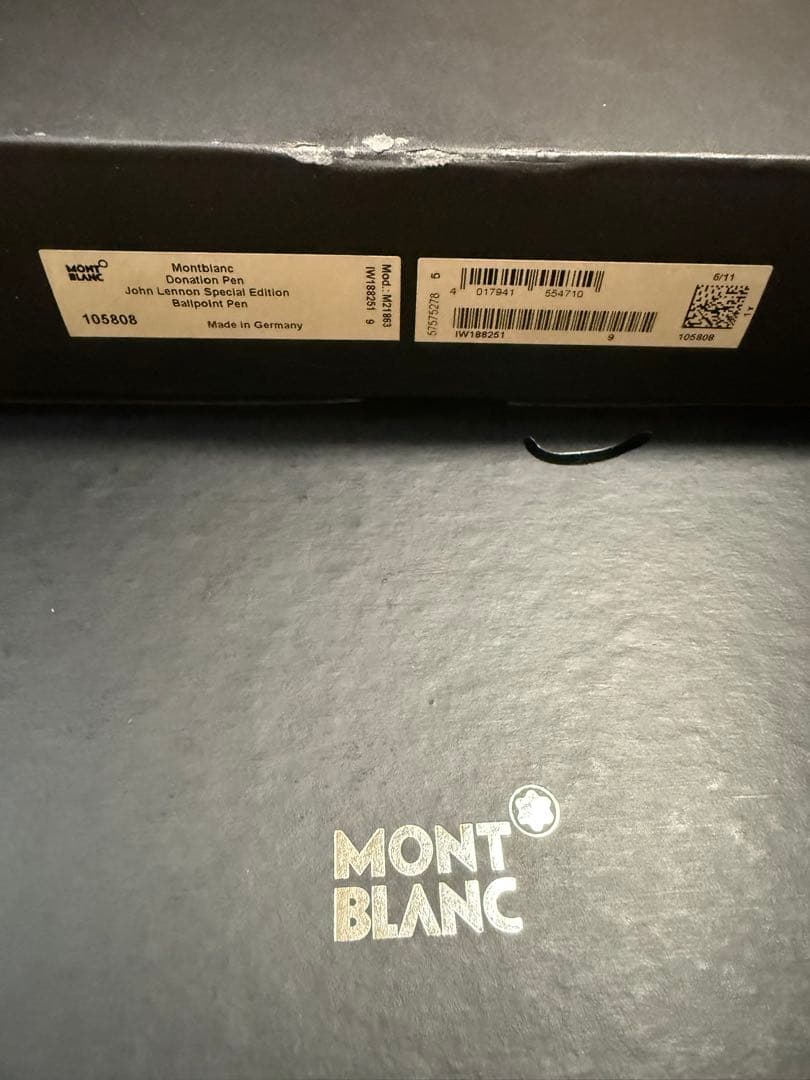 MONT
BLANC
Montblanc
Donation Pen
John Lennon Special Edition
Ballpoint Pen
105808
Made in Germany
Mod.: M21863
IW188251 9
57575278 5
4 017941 554710
IW188251 9
6/11
1Y
105808
MONT
BLANC